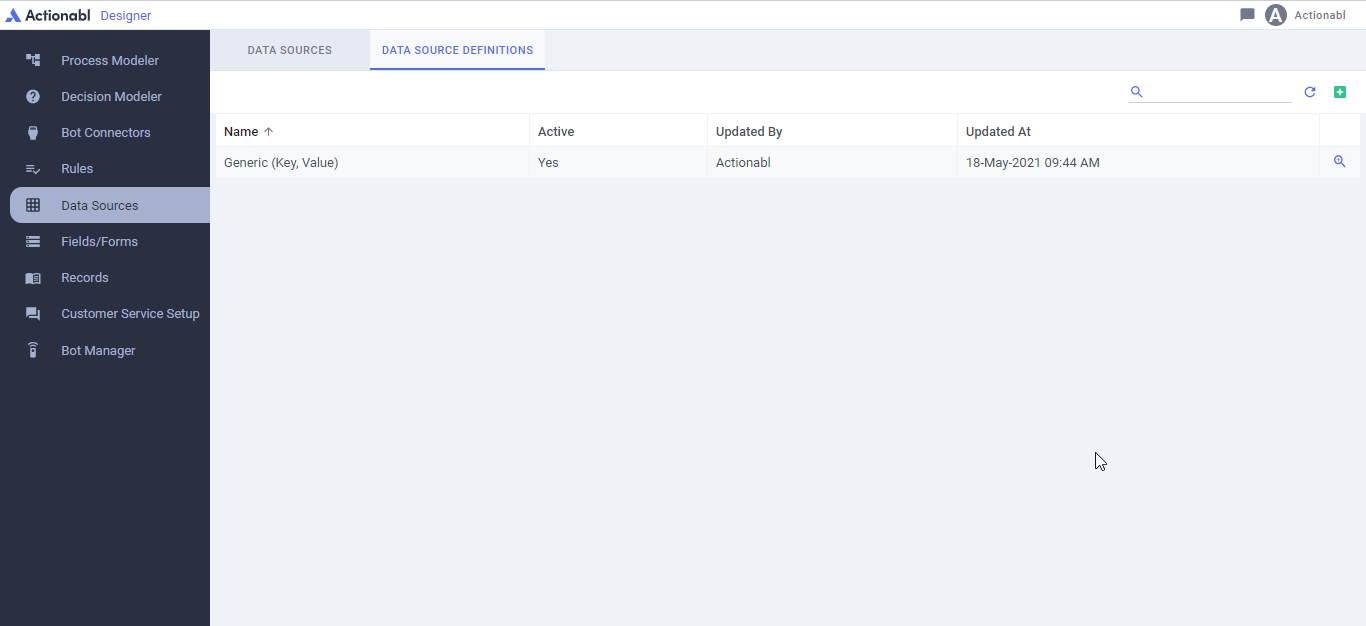 Actionabl Designer
A Actionabl
Process Modeler
Decision Modeler
Bot Connectors
Rules
Data Sources
Fields/Forms
Records
Customer Service Setup
Bot Manager
DATA SOURCES DATA SOURCE DEFINITIONS
Name Active Updated By Updated At
Generic (Key, Value) Yes Actionabl 18-May-2021 09:44 AM